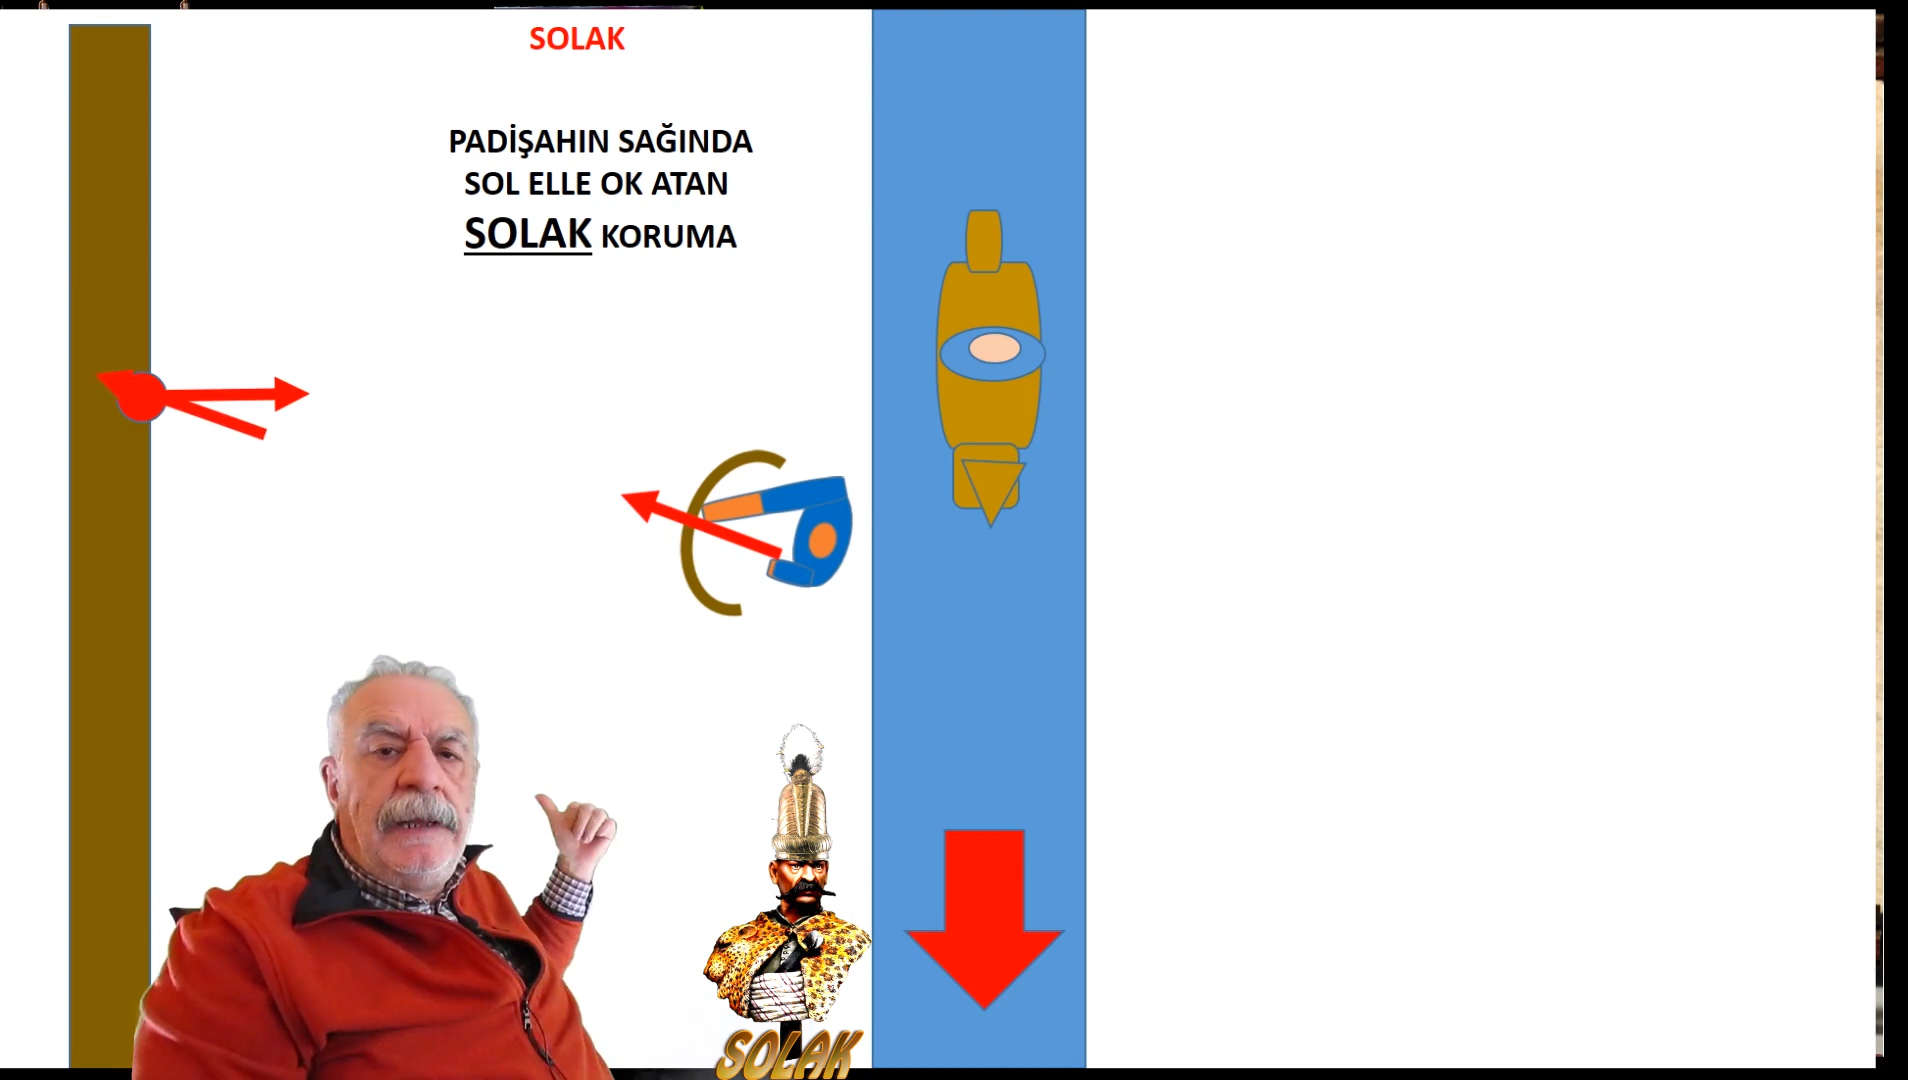 SOLAK
PADİŞAHIN SAĞINDA
SOL ELLE OK ATAN
SOLAK KORUMA
SOLAK